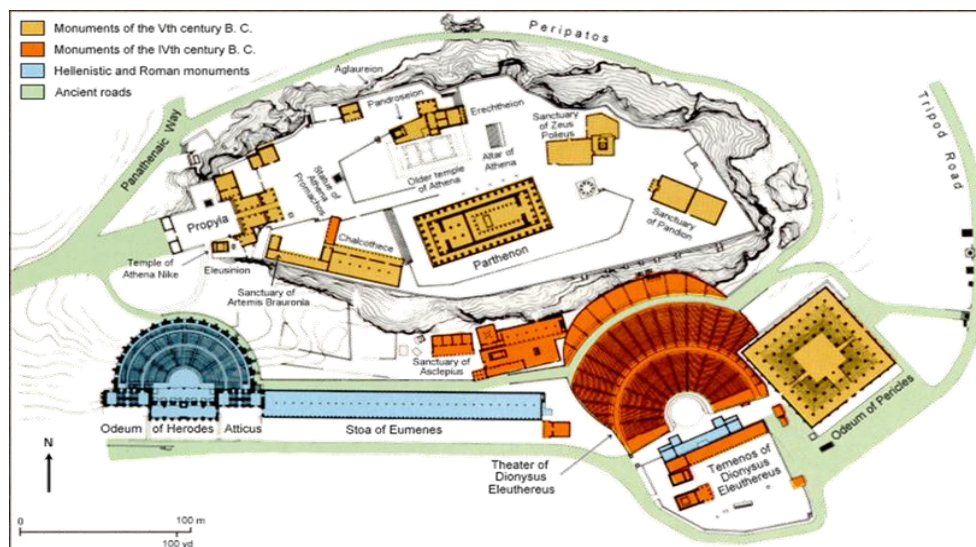 Monuments of the Vth century B. C.
Monuments of the IVth century B. C.
Hellenistic and Roman monuments
Ancient roads
Peripatos
Tripod Road
Panathenaic Way
Aglaureion
Pandroseion
Erechtheion
Sanctuary
of Zeus
Polieus
Altar of
Athena
Older temple
of Athena
Statue of
Athena
Promachoy
Propyla
Chalcothece
Parthenon
Sanctuary
of Pandion
Temple of
Athena Nike
Eleusinion
Sanctuary of
Artemis Brauronia
Sanctuary of
Asclepius
Odeum of Herodes Atticus
Stoa of Eumenes
Odeum of Pericles
Theater of
Dionysus
Eleuthereus
Temenos of
Dionysus
Eleuthereus
N
0 100 m
100 yd